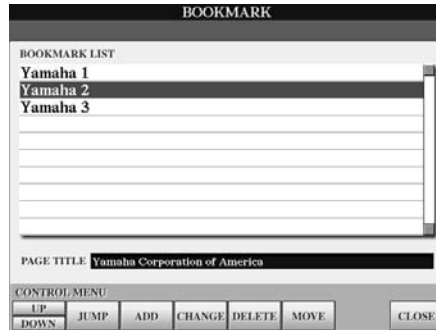 BOOKMARK
BOOKMARK LIST
Yamaha 1
Yamaha 2
Yamaha 3
PAGE TITLE Yamaha Corporation of America
CONTROL MENU
UP
DOWN
JUMP ADD CHANGE DELETE MOVE CLOSE